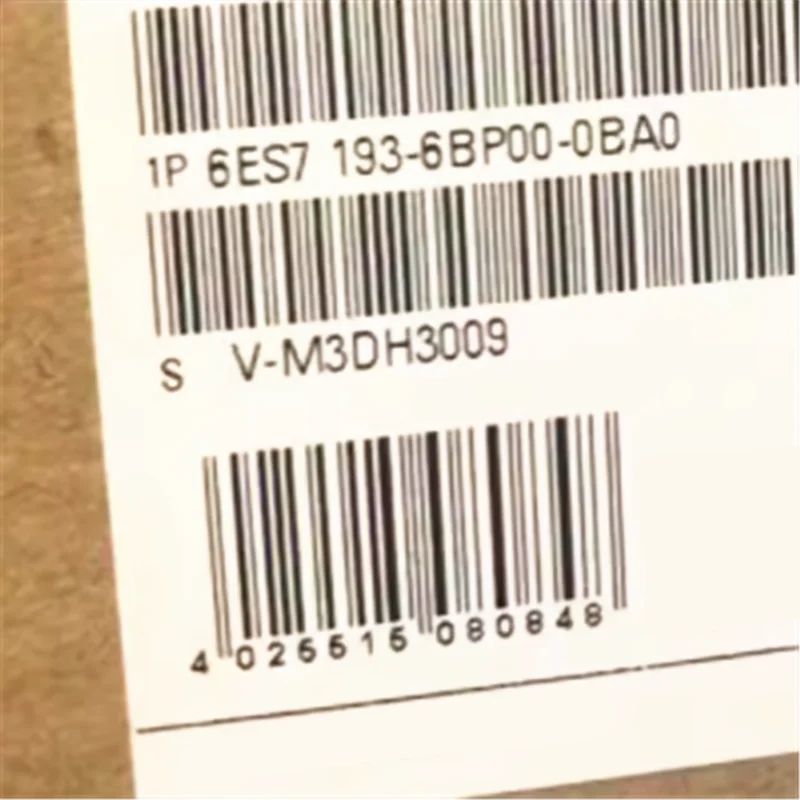 1P 6ES7 193-6BP00-0BA0
S V-M3DH3009
4 025515 080848